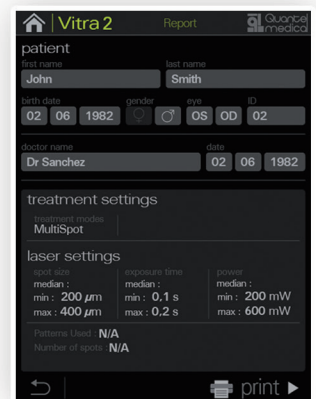 Vitra 2 Report Quantel medical
patient
first name last name
John Smith
birth date gender eye ID
02 06 1982 OS OD 02
doctor name date
Dr Sanchez 02 06 1982
treatment settings
treatment modes
MultiSpot
laser settings
spot size exposure time power
median : median : median :
min : 200 µm min : 0,1 s min : 200 mW
max : 400 µm max : 0,2 s max : 600 mW
Patterns Used : N/A
Number of spots : N/A
print